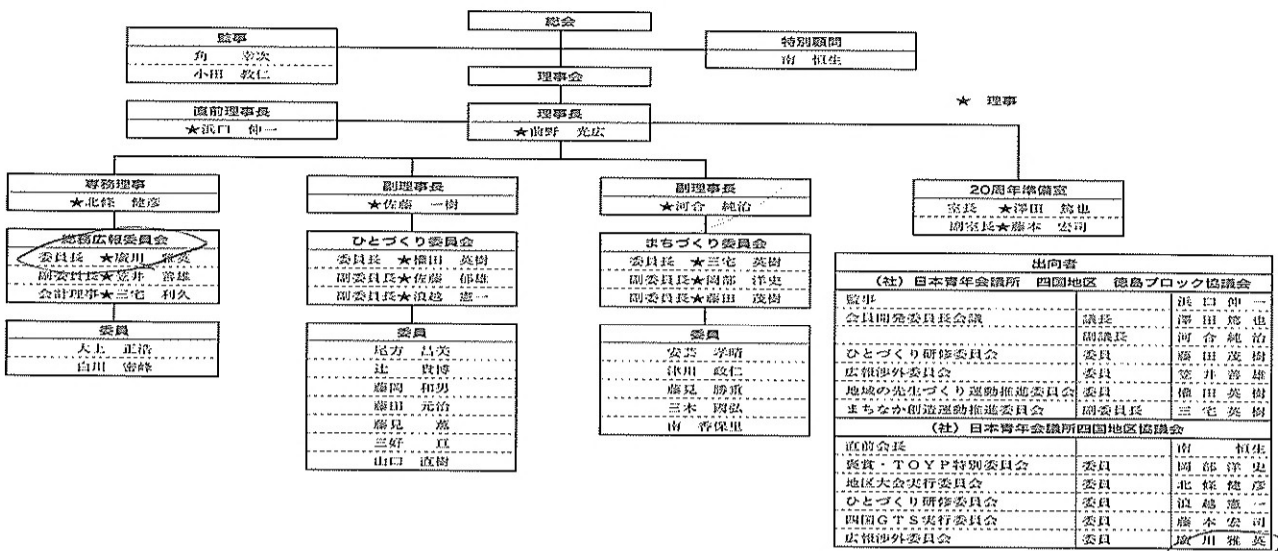 総会
監事
角 幸次
小田 教仁
特別顧問
南 恒生
理事会
★ 理事
直前理事長
★浜口 伸一
理事長
★前野 光広
専務理事
★北條 健彦
副理事長
★佐藤 一樹
副理事長
★河合 純治
20周年準備室
室長 ★澤田 篤也
副室長★藤本 宏司
総務広報委員会
委員長 ★廣川 雅英
副委員長★笠井 善雄
会計理事★三宅 利久
ひとづくり委員会
委員長 ★横田 英樹
副委員長★佐藤 郁雄
副委員長★浪越 憲一
まちづくり委員会
委員長 ★三宅 英樹
副委員長★岡部 洋史
副委員長★藤田 茂樹
委員
大上 正浩
白川 密峰
委員
尾方 昌美
辻 貴博
藤岡 和男
藤田 元治
藤見 薫
三好 亘
山口 直樹
委員
安芸 孝晴
津川 政仁
藤見 勝重
三木 國弘
南 香保里
出向者
(社)日本青年会議所 四国地区 徳島ブロック協議会
監事 浜口伸一
会員開発委員長会議 議長 澤田篤也
副議長 河合純治
ひとづくり研修委員会 委員 藤田茂樹
広報渉外委員会 委員 笠井善雄
地域の先生づくり運動推進委員会 委員 横田英樹
まちなか創造運動推進委員会 副委員長 三宅英樹
(社)日本青年会議所四国地区協議会
直前会長 南 恒生
褒賞・TOYP特別委員会 委員 岡部洋史
地区大会実行委員会 委員 北條健彦
ひとづくり研修委員会 委員 浪越憲一
四国GTS実行委員会 委員 藤本宏司
広報渉外委員会 委員 廣川雅英